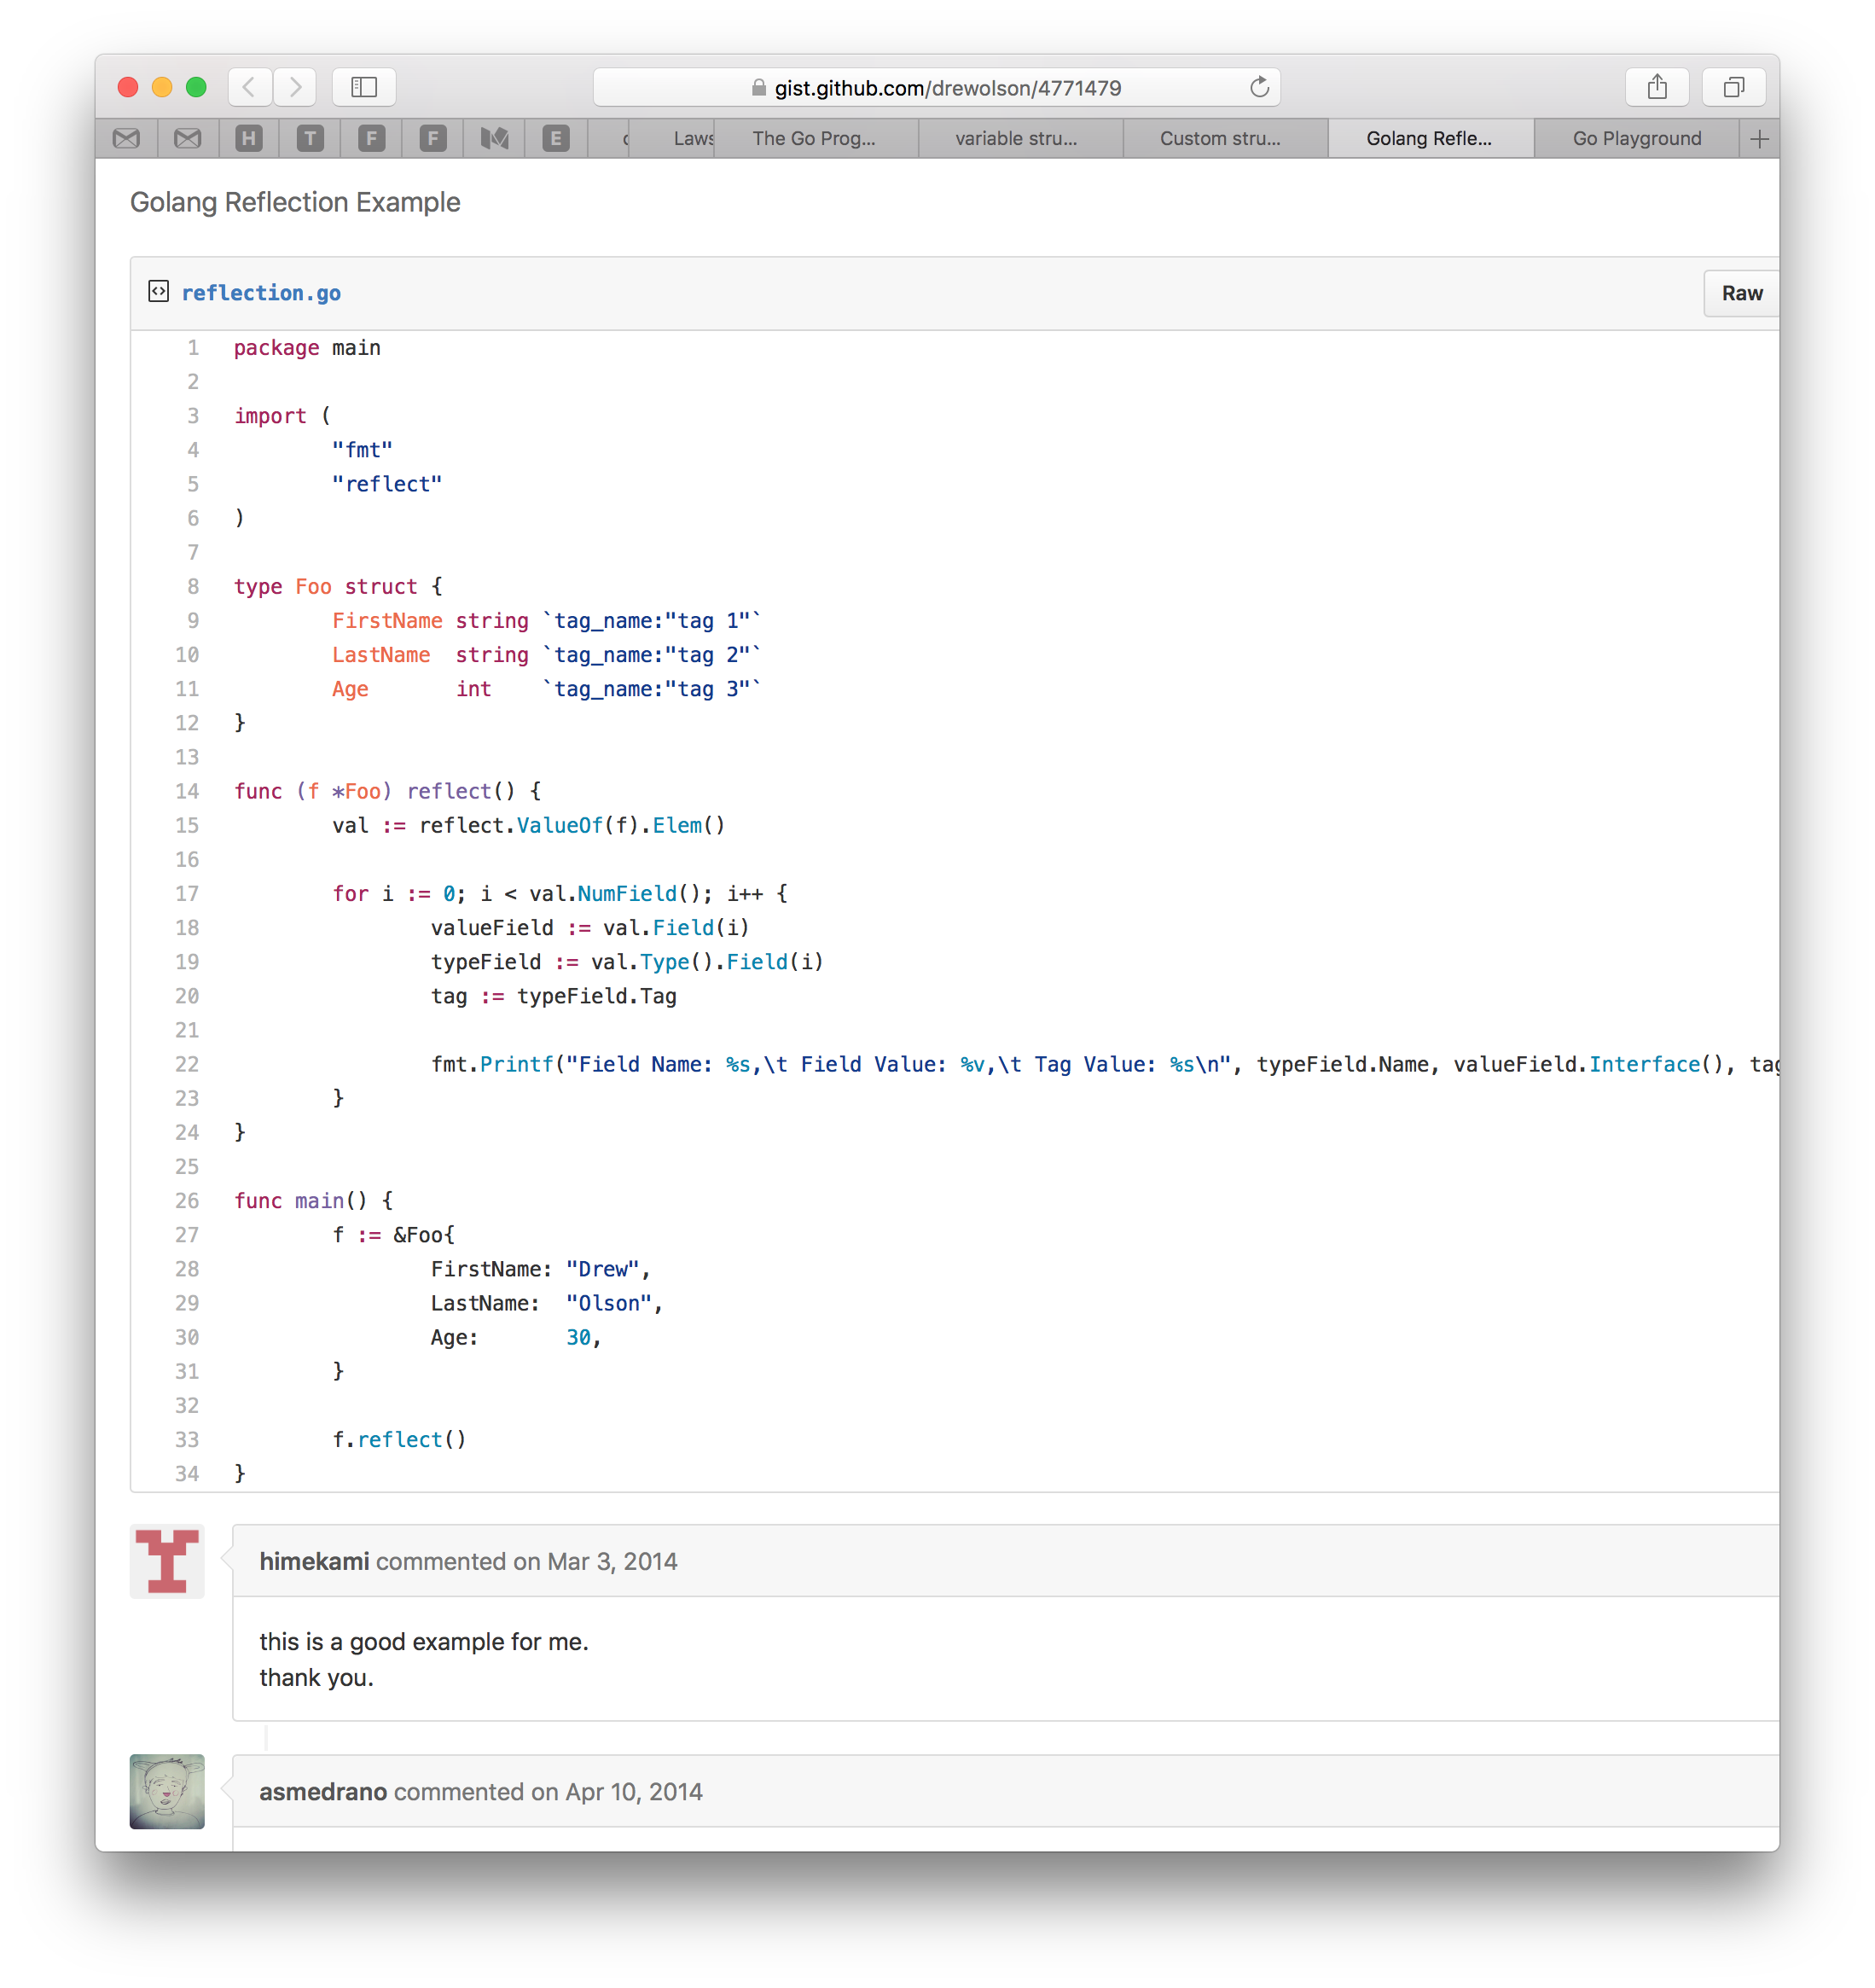 gist.github.com/drewolson/4771479
H T F F E Laws The Go Prog... variable stru... Custom stru... Golang Refle... Go Playground
Golang Reflection Example
reflection.go Raw
1 package main
2
3 import (
4 "fmt"
5 "reflect"
6 )
7
8 type Foo struct {
9 FirstName string `tag_name:"tag 1"`
10 LastName string `tag_name:"tag 2"`
11 Age int `tag_name:"tag 3"`
12 }
13
14 func (f *Foo) reflect() {
15 val := reflect.ValueOf(f).Elem()
16
17 for i := 0; i < val.NumField(); i++ {
18 valueField := val.Field(i)
19 typeField := val.Type().Field(i)
20 tag := typeField.Tag
21
22 fmt.Printf("Field Name: %s,\t Field Value: %v,\t Tag Value: %s\n", typeField.Name, valueField.Interface(), tag
23 }
24 }
25
26 func main() {
27 f := &Foo{
28 FirstName: "Drew",
29 LastName: "Olson",
30 Age: 30,
31 }
32
33 f.reflect()
34 }
himekami commented on Mar 3, 2014
this is a good example for me.
thank you.
asmedrano commented on Apr 10, 2014